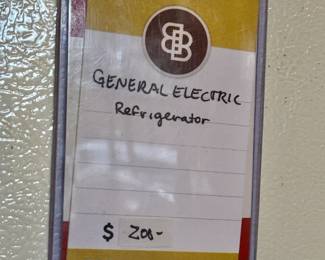 B B
GENERAL ELECTRIC
Refrigerator
$ 200-